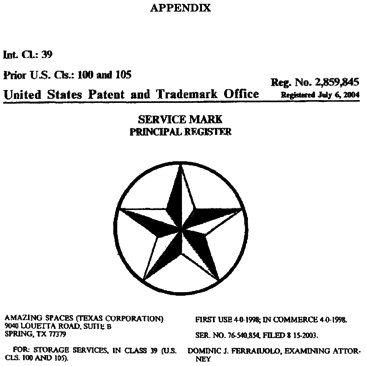 APPENDIX
Int. Cl.: 39
Prior U.S. Cls.: 100 and 105
Reg. No. 2,859,845
United States Patent and Trademark Office
Registered July 6, 2004
SERVICE MARK
PRINCIPAL REGISTER
AMAZING SPACES (TEXAS CORPORATION)
9040 LOUETTA ROAD, SUITE B
SPRING, TX 77379
FOR: STORAGE SERVICES, IN CLASS 39 (U.S.
CLS. 100 AND 105).
FIRST USE 4-0-1998; IN COMMERCE 4-0-1998.
SER. NO. 76-540,854, FILED 8-15-2003.
DOMINIC J. FERRAIUOLO, EXAMINING ATTOR-
NEY